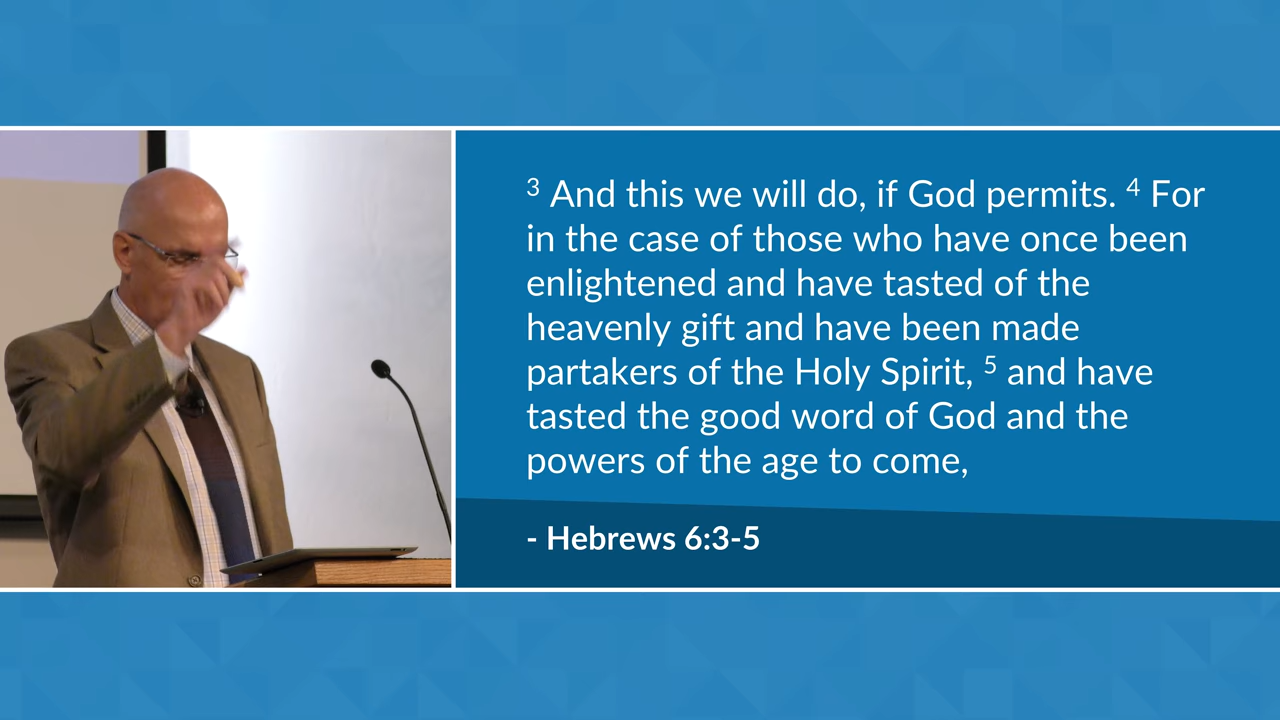 3 And this we will do, if God permits. 4 For
in the case of those who have once been
enlightened and have tasted of the
heavenly gift and have been made
partakers of the Holy Spirit, 5 and have
tasted the good word of God and the
powers of the age to come,
- Hebrews 6:3-5